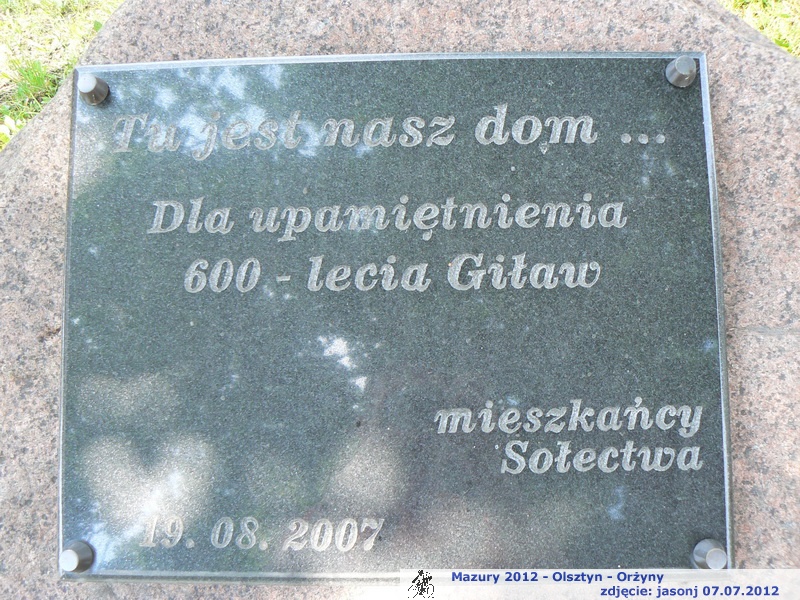 Tu jest nasz dom ...
Dla upamiętnienia
600 - lecia Giław
mieszkańcy
Sołectwa
19. 08. 2007
Mazury 2012 - Olsztyn - Orżyny
zdjęcie: jasonj 07.07.2012